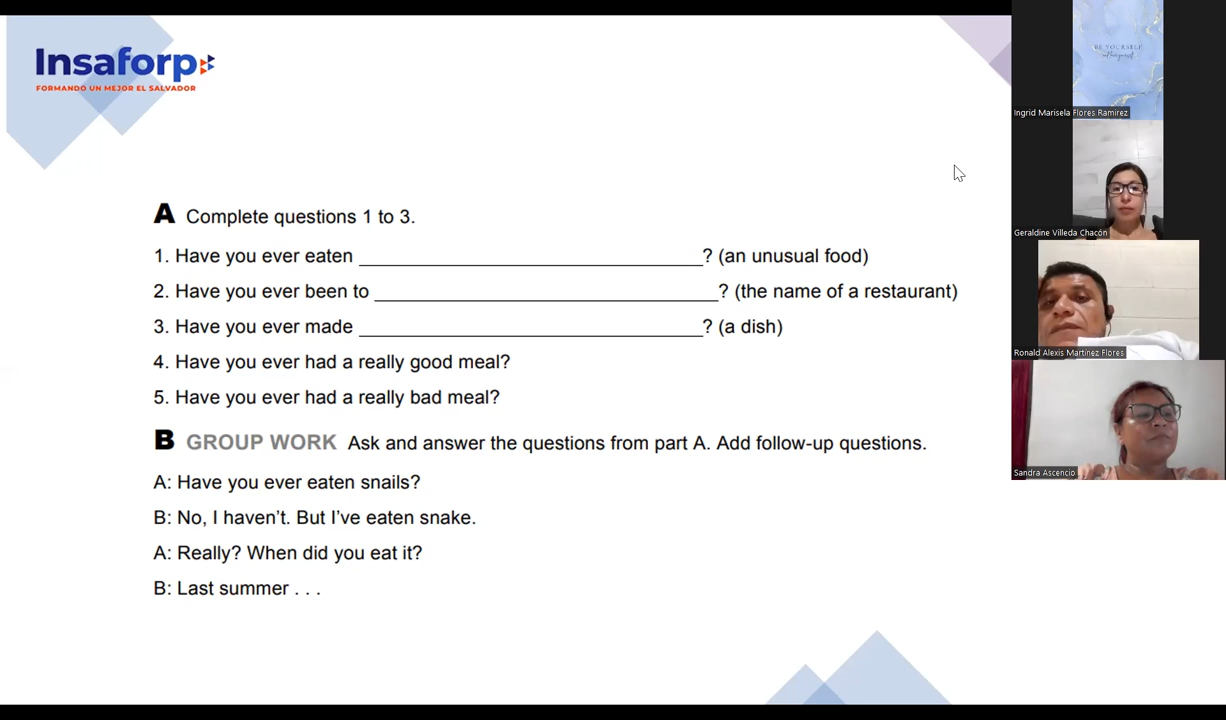 Insaforp
FORMANDO UN MEJOR EL SALVADOR
A Complete questions 1 to 3.
1. Have you ever eaten ______________________________? (an unusual food)
2. Have you ever been to ______________________________? (the name of a restaurant)
3. Have you ever made ______________________________? (a dish)
4. Have you ever had a really good meal?
5. Have you ever had a really bad meal?
B GROUP WORK Ask and answer the questions from part A. Add follow-up questions.
A: Have you ever eaten snails?
B: No, I haven’t. But I’ve eaten snake.
A: Really? When did you eat it?
B: Last summer . . .
BE YOURSELF
Ingrid Marisela Flores Ramirez
Geraldine Villeda Chacón
Ronald Alexis Martinez Flores
Sandra Ascencio